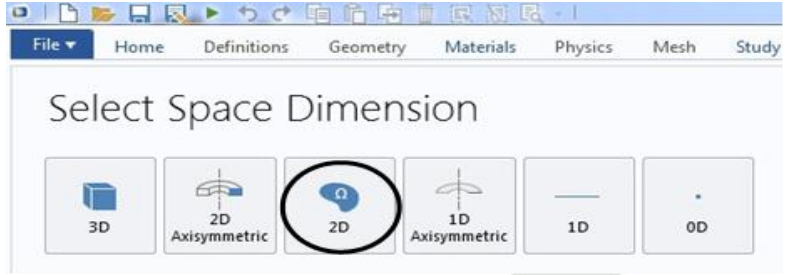 File Home Definitions Geometry Materials Physics Mesh Study
Select Space Dimension
Ω
3D 2D Axisymmetric 2D 1D Axisymmetric 1D 0D